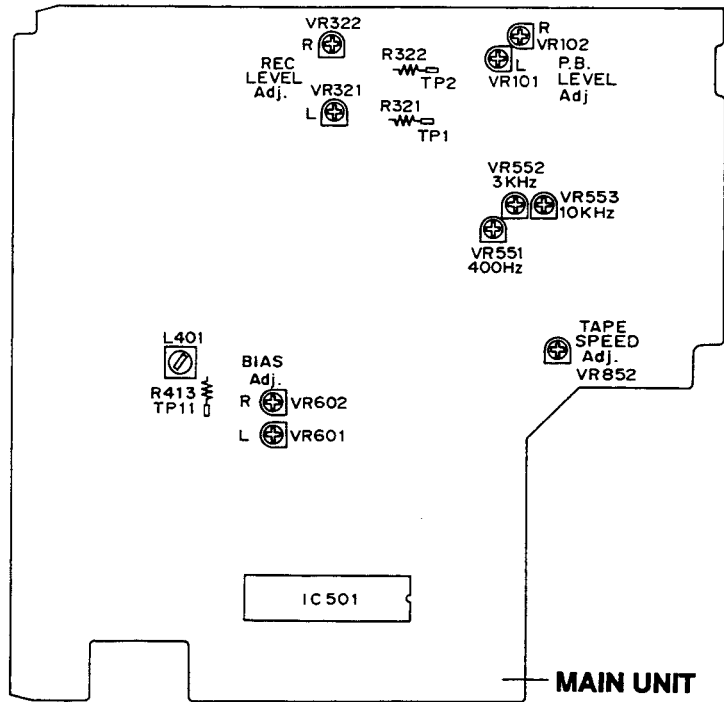 VR322
R
REC
LEVEL
Adj.
VR321
L
R322
TP2
R321
TP1
R
VR102
L
VR101
P.B.
LEVEL
Adj
VR552
3KHz
VR553
10KHz
VR551
400Hz
L401
R413
TP11
BIAS
Adj.
R VR602
L VR601
TAPE
SPEED
Adj.
VR852
IC501
MAIN UNIT